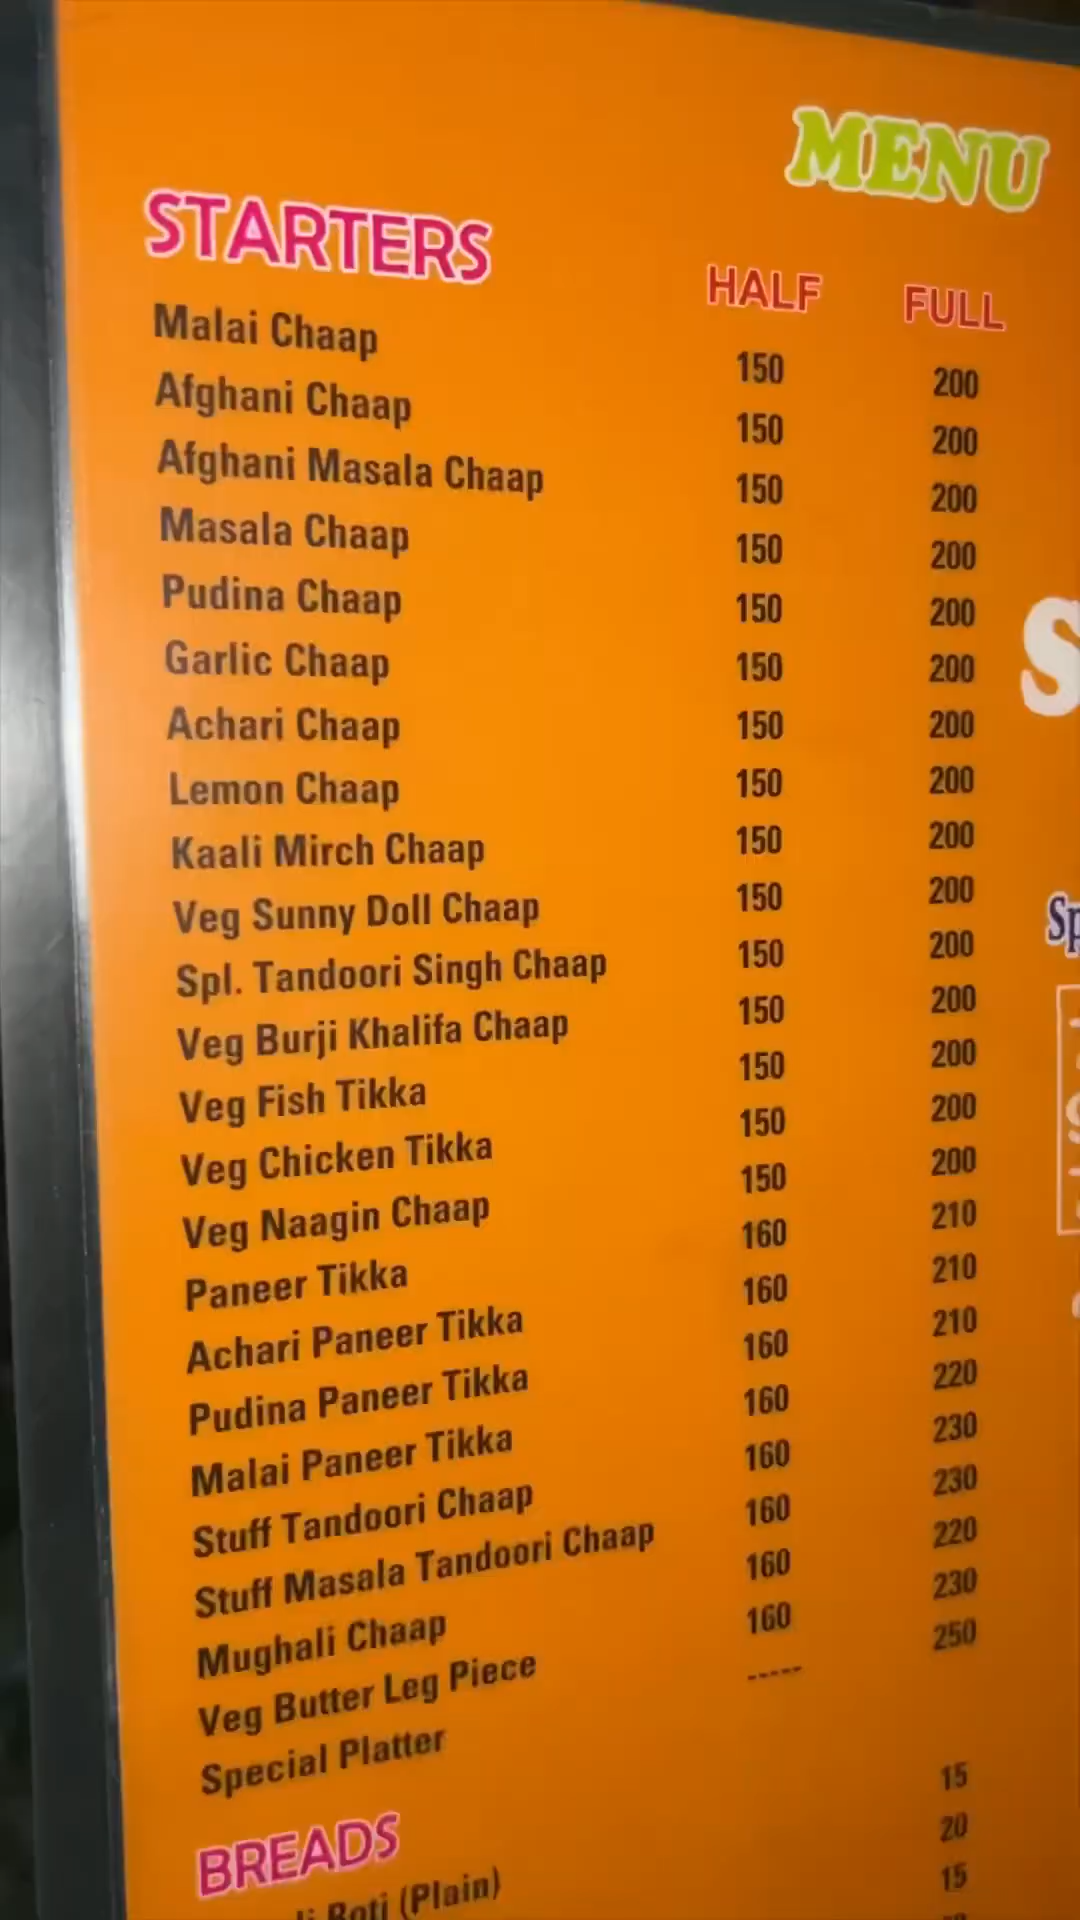 MENU
STARTERS HALF FULL
Malai Chaap 150 200
Afghani Chaap 150 200
Afghani Masala Chaap 150 200
Masala Chaap 150 200
Pudina Chaap 150 200
Garlic Chaap 150 200
Achari Chaap 150 200
Lemon Chaap 150 200
Kaali Mirch Chaap 150 200
Veg Sunny Doll Chaap 150 200
Spl. Tandoori Singh Chaap 150 200
Veg Burji Khalifa Chaap 150 200
Veg Fish Tikka 150 200
Veg Chicken Tikka 150 200
Veg Naagin Chaap 150 200
Paneer Tikka 160 210
Achari Paneer Tikka 160 210
Pudina Paneer Tikka 160 210
Malai Paneer Tikka 160 220
Stuff Tandoori Chaap 160 230
Stuff Masala Tandoori Chaap 160 230
Mughali Chaap 160 220
Veg Butter Leg Piece 160 230
Special Platter ----- 250
BREADS
Roti (Plain) 15
20
15